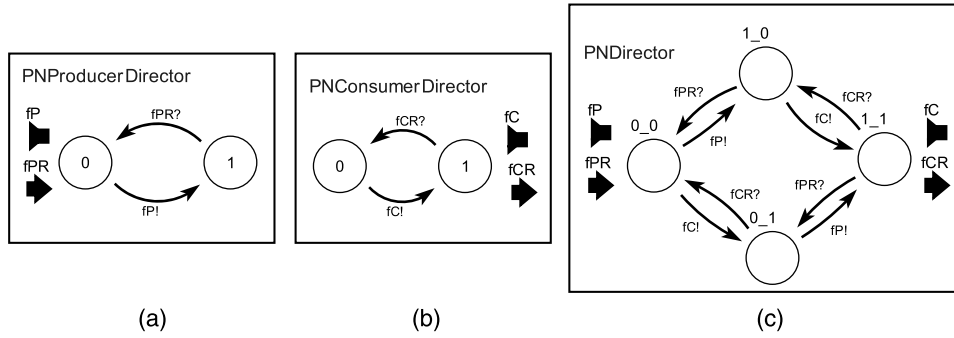 PNProducerDirector
fP
fPR?
0
1
fPR
fP!
(a)
PNConsumerDirector
fC
fCR?
0
1
fCR
fC!
(b)
1_0
PNDirector
fP
fPR?
fCR?
fC
0_0
fP!
fC!
1_1
fPR
fCR
fCR?
fPR?
0_1
fC!
fP!
(c)